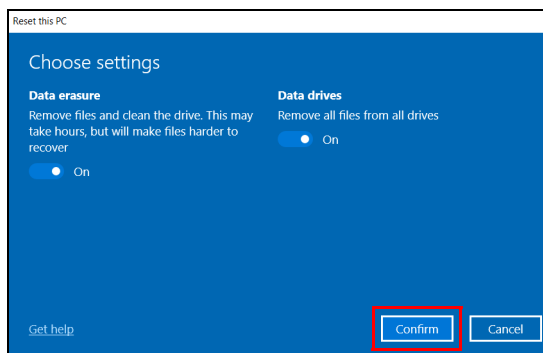 Reset this PC
Choose settings
Data erasure
Remove files and clean the drive. This may
take hours, but will make files harder to
recover
On
Data drives
Remove all files from all drives
On
Get help
Confirm
Cancel